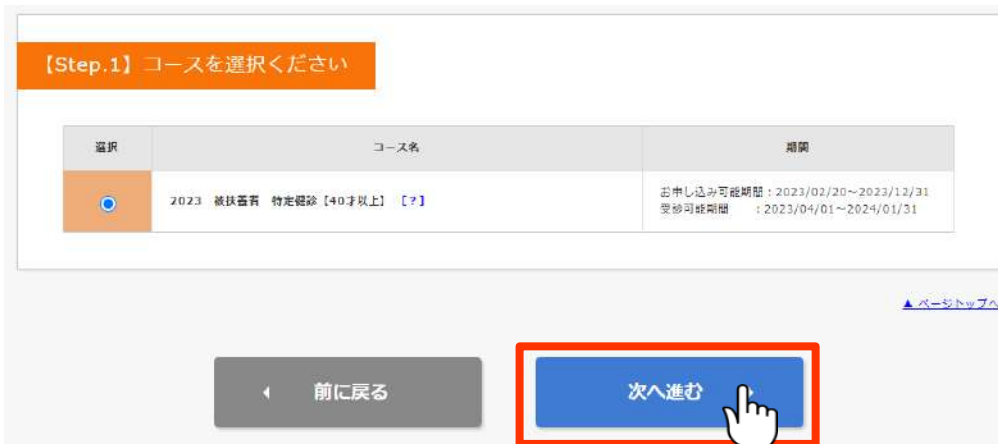 【Step.1】コースを選択ください
選択 コース名 期間
2023 被扶養者 特定健診【40才以上】 [?]
お申し込み可能期間：2023/02/20～2023/12/31
受診可能期間 ：2023/04/01～2024/01/31
▲ ページトップへ
前に戻る 次へ進む